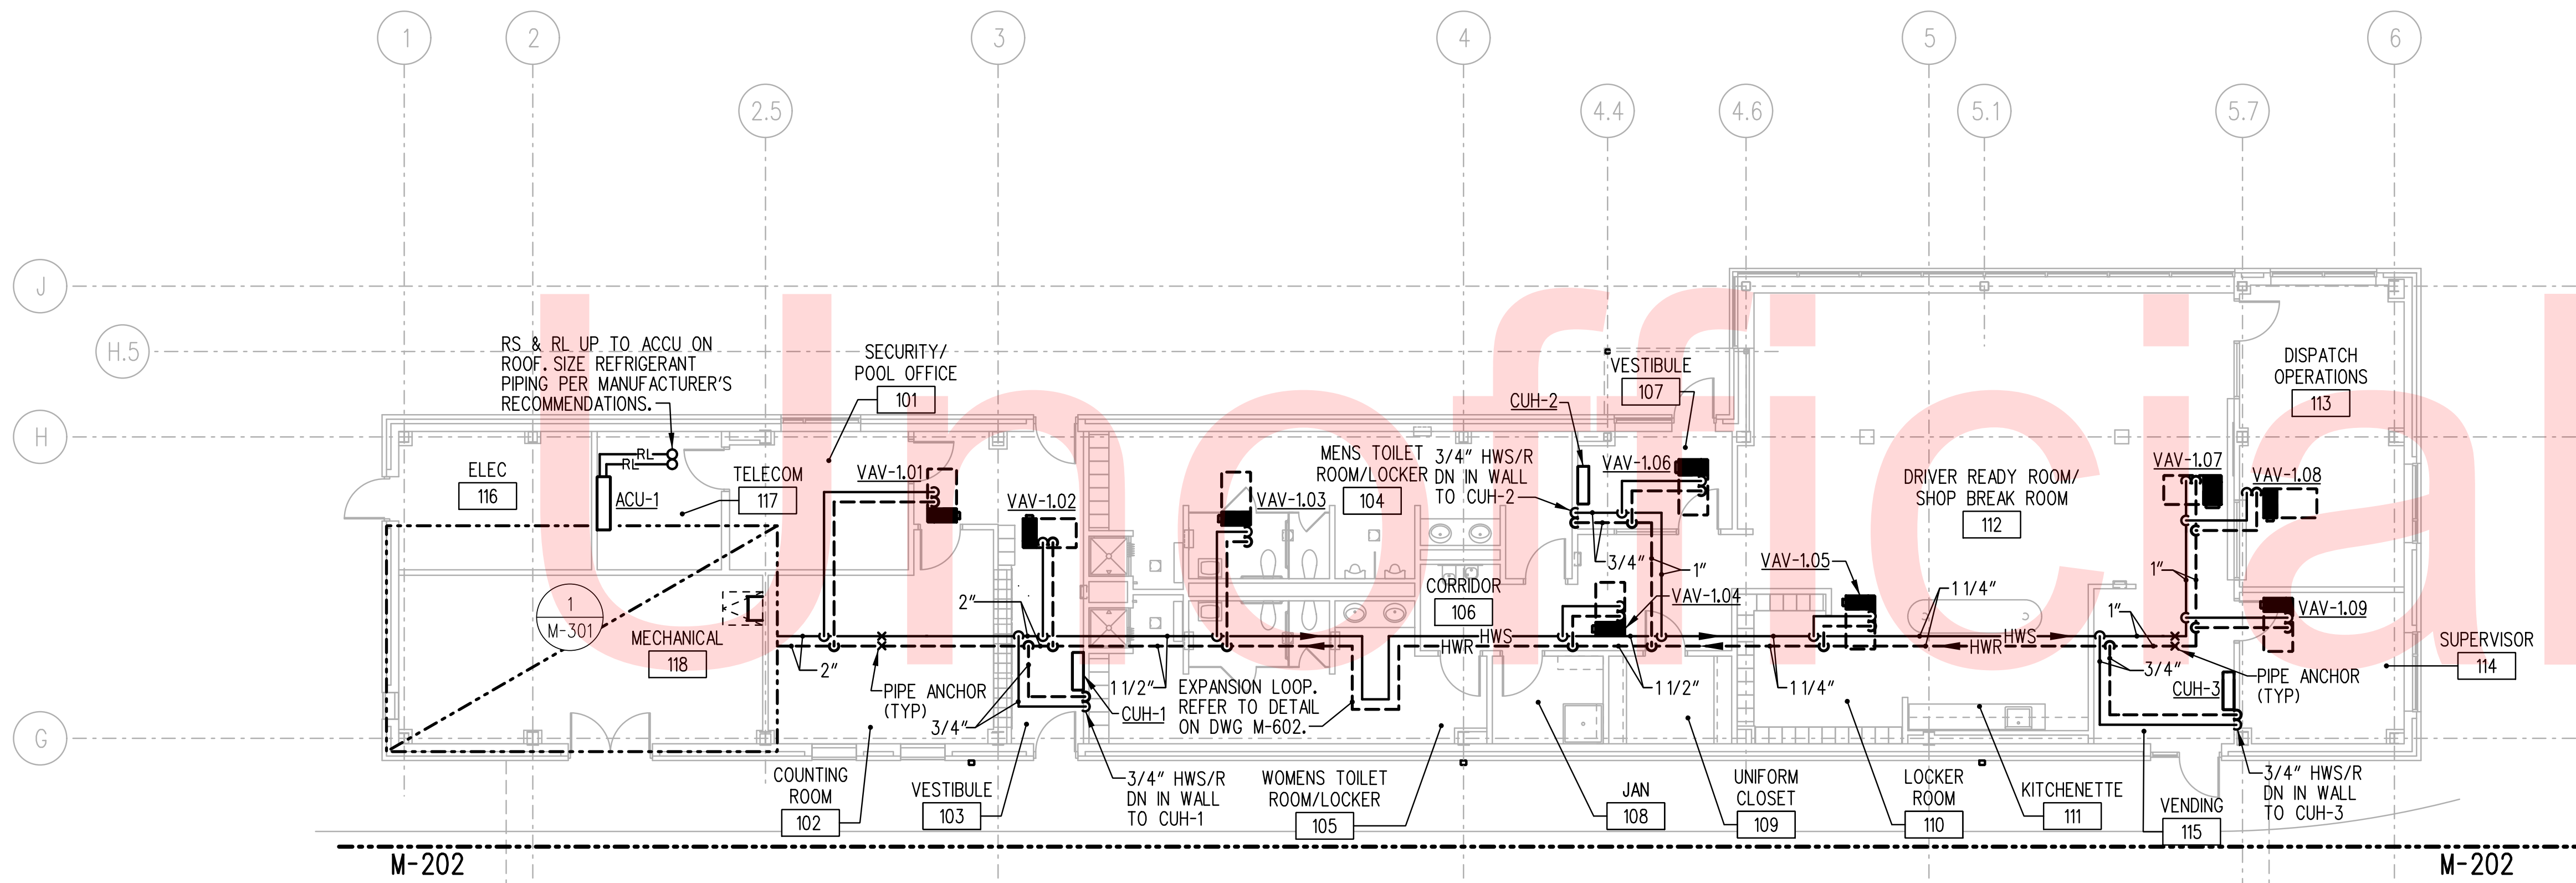 1
2
3
4
5
6
2.5
4.4
4.6
5.1
5.7
J
H.5
H
G
RS & RL UP TO ACCU ON
ROOF. SIZE REFRIGERANT
PIPING PER MANUFACTURER'S
RECOMMENDATIONS.
SECURITY/
POOL OFFICE
101
VESTIBULE
107
DISPATCH
OPERATIONS
113
CUH-2
ELEC
116
RL
RL
ACU-1
TELECOM
117
VAV-1.01
VAV-1.02
VAV-1.03
MENS TOILET
ROOM/LOCKER
104
3/4" HWS/R
DN IN WALL
TO CUH-2
VAV-1.06
DRIVER READY ROOM/
SHOP BREAK ROOM
112
VAV-1.07
VAV-1.08
3/4"
1"
VAV-1.05
1 1/4"
1"
CORRIDOR
106
VAV-1.04
VAV-1.09
1
M-301
MECHANICAL
118
2"
2"
HWS
HWR
HWS
HWR
1"
3/4"
SUPERVISOR
114
PIPE ANCHOR
(TYP)
3/4"
CUH-1
1 1/2"
EXPANSION LOOP.
REFER TO DETAIL
ON DWG M-602.
1 1/2"
1 1/4"
CUH-3
PIPE ANCHOR
(TYP)
COUNTING
ROOM
102
VESTIBULE
103
3/4" HWS/R
DN IN WALL
TO CUH-1
WOMENS TOILET
ROOM/LOCKER
105
JAN
108
UNIFORM
CLOSET
109
LOCKER
ROOM
110
KITCHENETTE
111
VENDING
115
3/4" HWS/R
DN IN WALL
TO CUH-3
M-202
M-202
Unofficial